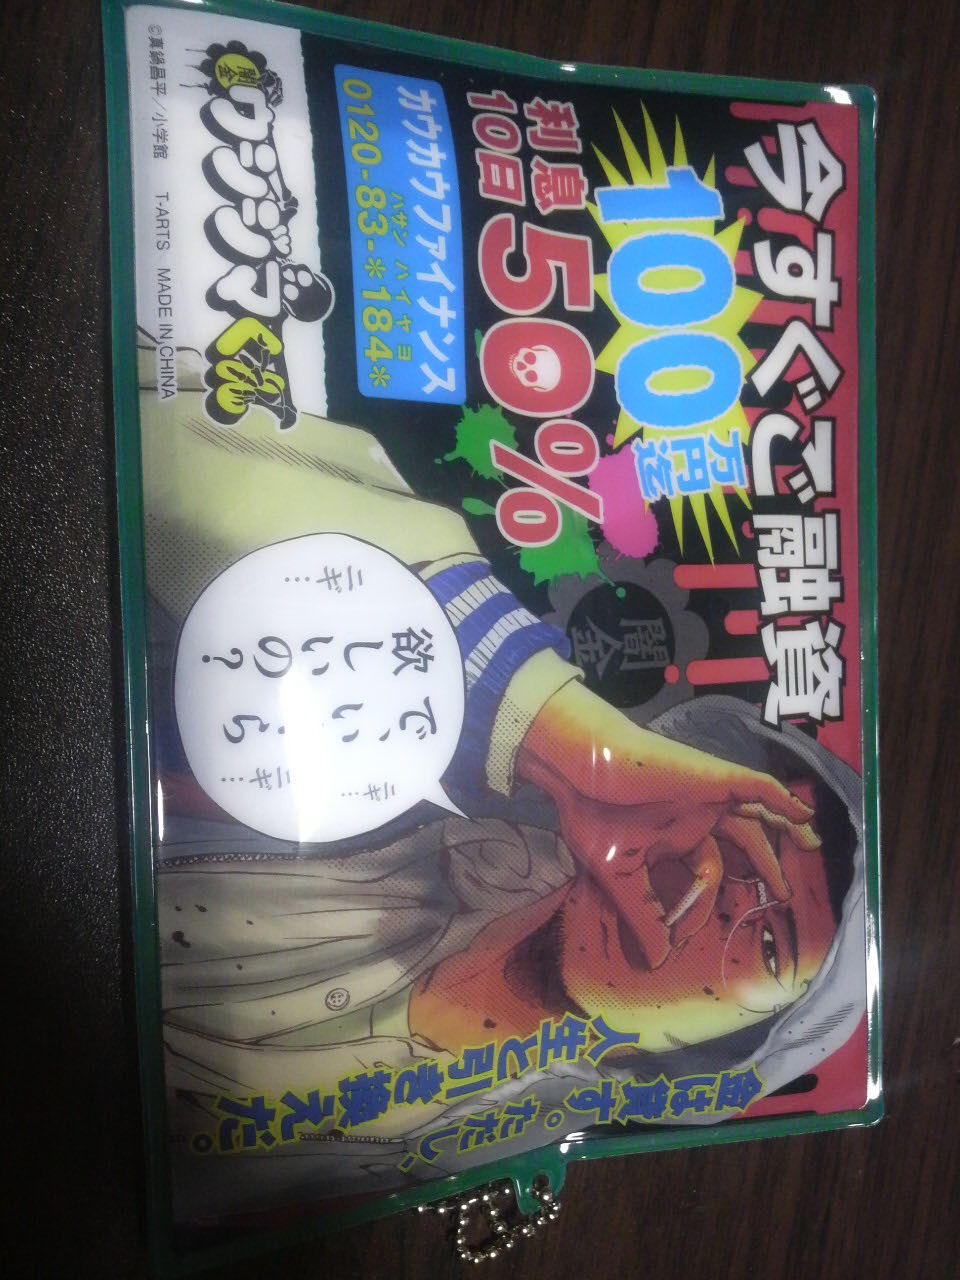 今すぐご融資
100万円迄
利息
10日50%
カウカウファイナンス
ハサン ハイ ヤ ヨ
0120-83-*184*
闇金
闇金
ウシジマくん
©真鍋昌平/小学館 T-ARTS MADE IN CHINA
ニギ…
ニギ…
で、いくら
欲しいの?
ニギ…
金は貸す。ただし、
人生と引き換えだ。